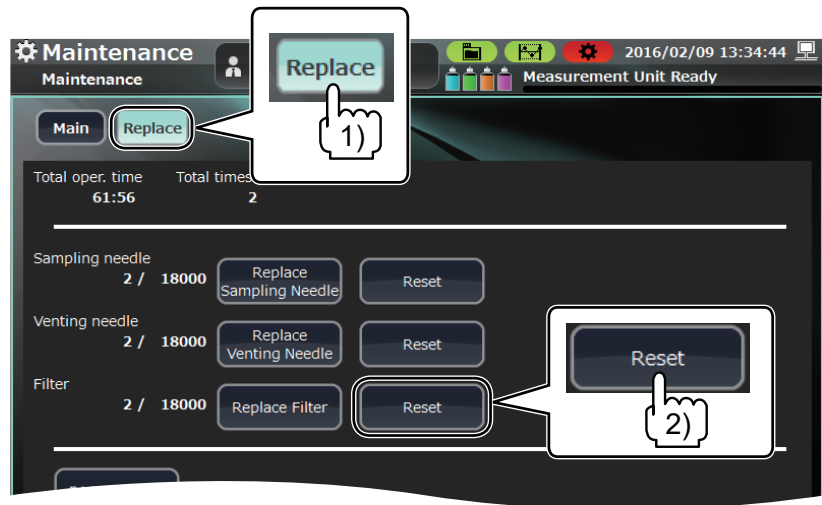 Maintenance
Maintenance
Replace
1)
2016/02/09 13:34:44
Measurement Unit Ready
Main
Replace
Total oper. time
Total times
61:56
2
Sampling needle
2 / 18000
Replace
Sampling Needle
Reset
Venting needle
2 / 18000
Replace
Venting Needle
Reset
Filter
2 / 18000
Replace Filter
Reset
Reset
2)